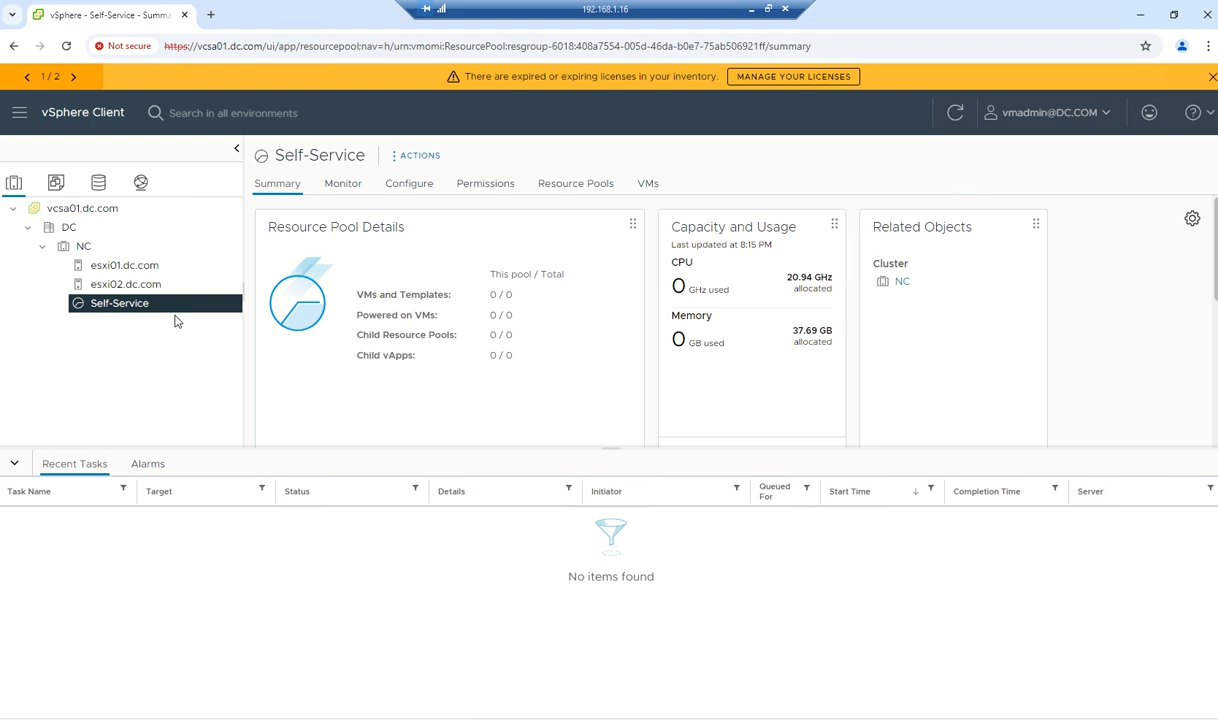 vSphere - Self-Service - Summa
192.168.1.16
Not secure
https://vcsa01.dc.com/ui/app/resourcepool;nav=h/urn:vmomi:ResourcePool:resgroup-6018:408a7554-005d-46da-b0e7-75ab506921ff/summary
1 / 2
There are expired or expiring licenses in your inventory.
MANAGE YOUR LICENSES
vSphere Client
Search in all environments
vmadmin@DC.COM
Self-Service
ACTIONS
Summary
Monitor
Configure
Permissions
Resource Pools
VMs
vcsa01.dc.com
DC
NC
esxi01.dc.com
esxi02.dc.com
Self-Service
Resource Pool Details
This pool / Total
VMs and Templates: 0 / 0
Powered on VMs: 0 / 0
Child Resource Pools: 0 / 0
Child vApps: 0 / 0
Capacity and Usage
Last updated at 8:15 PM
CPU
0 GHz used
20.94 GHz
allocated
Memory
0 GB used
37.69 GB
allocated
Related Objects
Cluster
NC
Recent Tasks
Alarms
Task Name
Target
Status
Details
Initiator
Queued
For
Start Time
Completion Time
Server
No items found